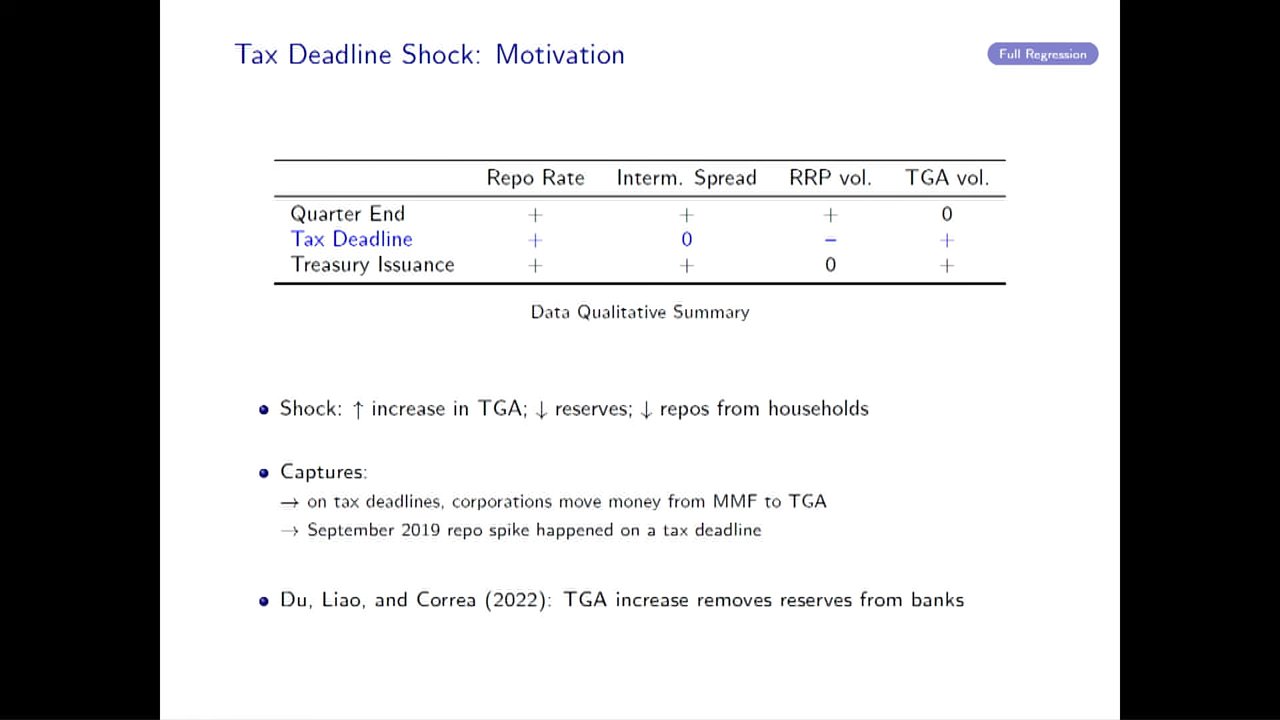 Tax Deadline Shock: Motivation
Full Regression
Repo Rate Interm. Spread RRP vol. TGA vol.
Quarter End + + + 0
Tax Deadline + 0 − +
Treasury Issuance + + 0 +
Data Qualitative Summary
• Shock: ↑ increase in TGA; ↓ reserves; ↓ repos from households
• Captures:
→ on tax deadlines, corporations move money from MMF to TGA
→ September 2019 repo spike happened on a tax deadline
• Du, Liao, and Correa (2022): TGA increase removes reserves from banks